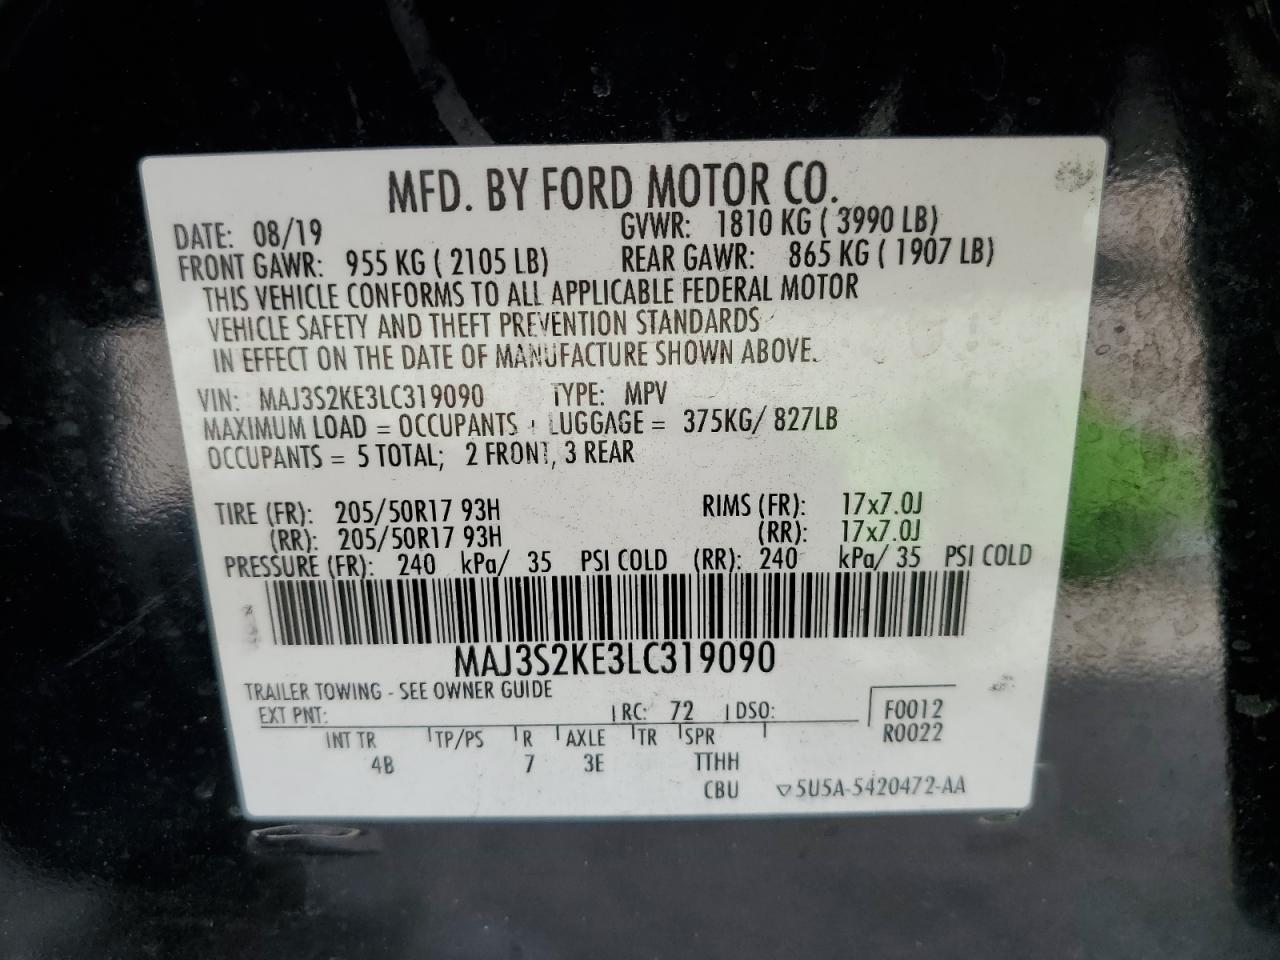 MFD. BY FORD MOTOR CO.
DATE: 08/19 GVWR: 1810 KG ( 3990 LB)
FRONT GAWR: 955 KG ( 2105 LB) REAR GAWR: 865 KG ( 1907 LB)
THIS VEHICLE CONFORMS TO ALL APPLICABLE FEDERAL MOTOR
VEHICLE SAFETY AND THEFT PREVENTION STANDARDS
IN EFFECT ON THE DATE OF MANUFACTURE SHOWN ABOVE.
VIN: MAJ3S2KE3LC319090 TYPE: MPV
MAXIMUM LOAD = OCCUPANTS + LUGGAGE = 375KG/ 827LB
OCCUPANTS = 5 TOTAL; 2 FRONT, 3 REAR
TIRE (FR): 205/50R17 93H RIMS (FR): 17x7.0J
(RR): 205/50R17 93H (RR): 17x7.0J
PRESSURE (FR): 240 kPa/ 35 PSI COLD (RR): 240 kPa/ 35 PSI COLD
MAJ3S2KE3LC319090
TRAILER TOWING - SEE OWNER GUIDE
EXT PNT: RC: 72 DSO: F0012
R0022
INT TR TP/PS R AXLE TR SPR
4B 7 3E TTHH
CBU ▽5U5A-5420472-AA